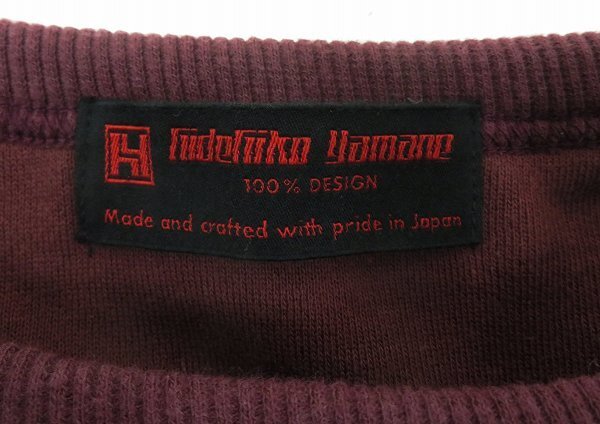 H Hidehiko Yamane
100% DESIGN
Made and crafted with pride in Japan